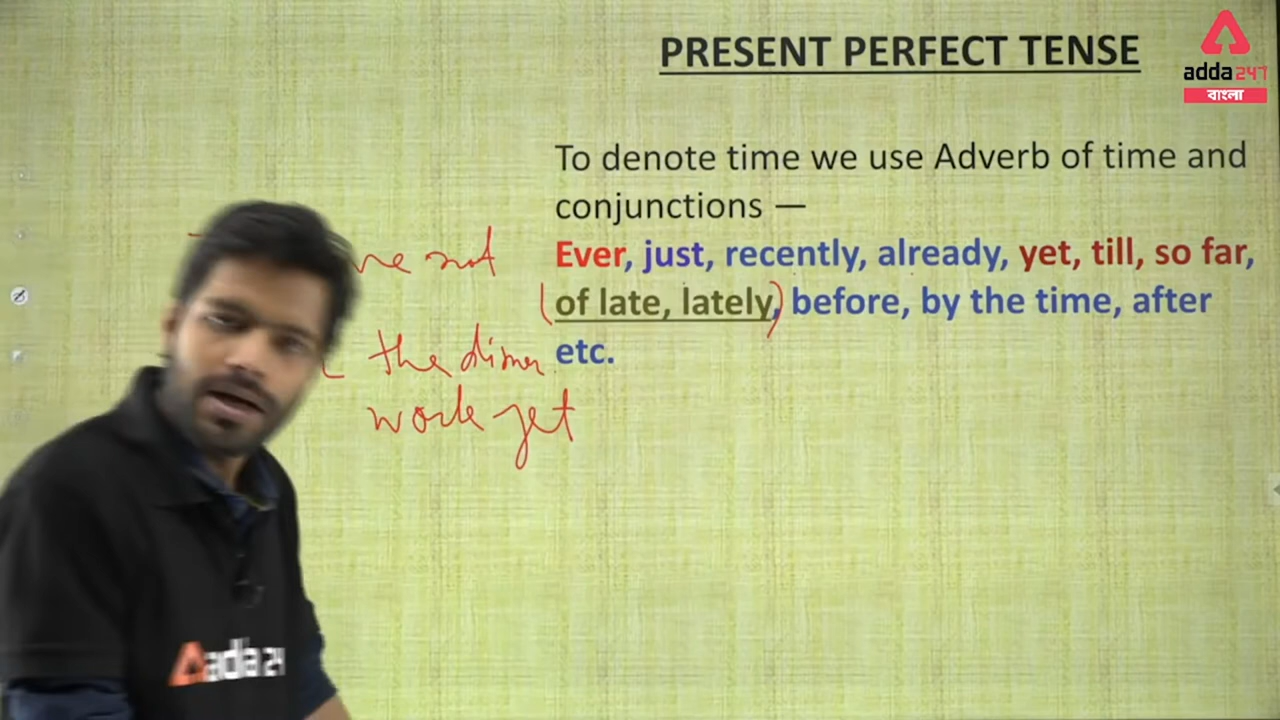 PRESENT PERFECT TENSE
adda247
বাংলা
To denote time we use Adverb of time and
conjunctions —
Ever, just, recently, already, yet, till, so far,
(of late, lately,) before, by the time, after
etc.
not
the
work yet
adda 24